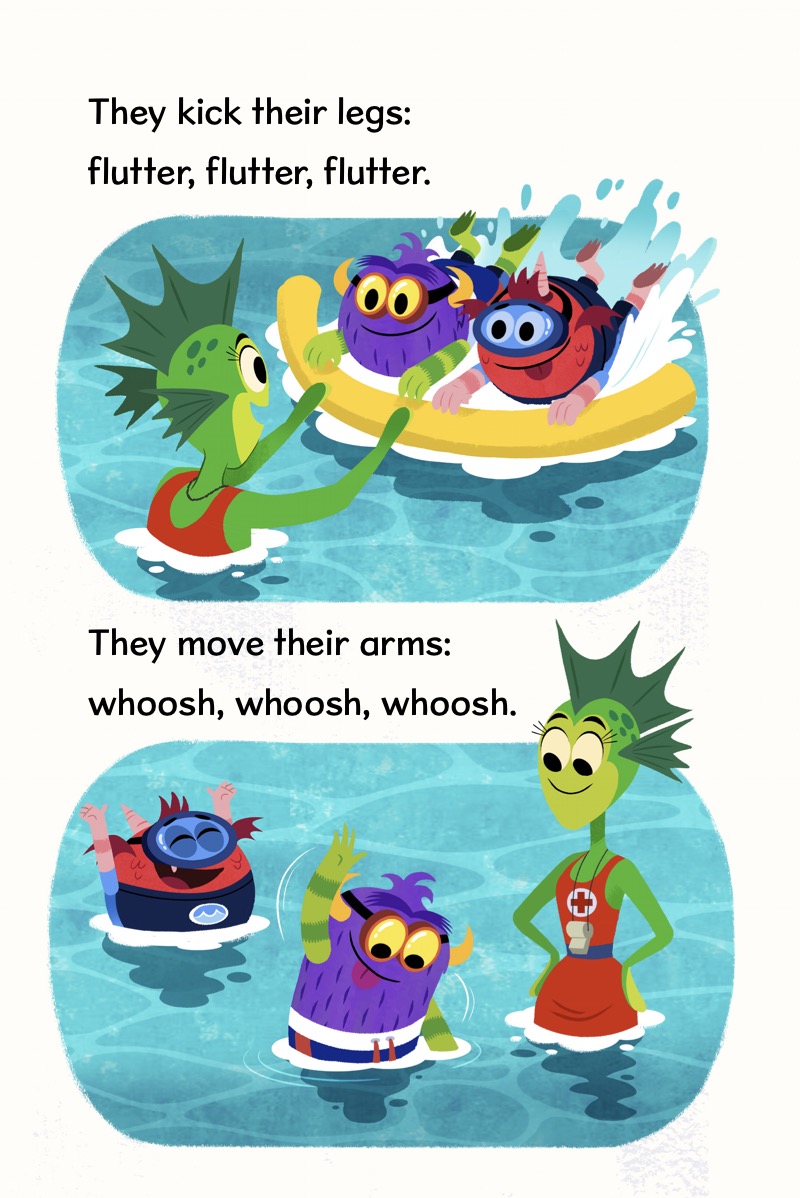 They kick their legs:
flutter, flutter, flutter.
They move their arms:
whoosh, whoosh, whoosh.